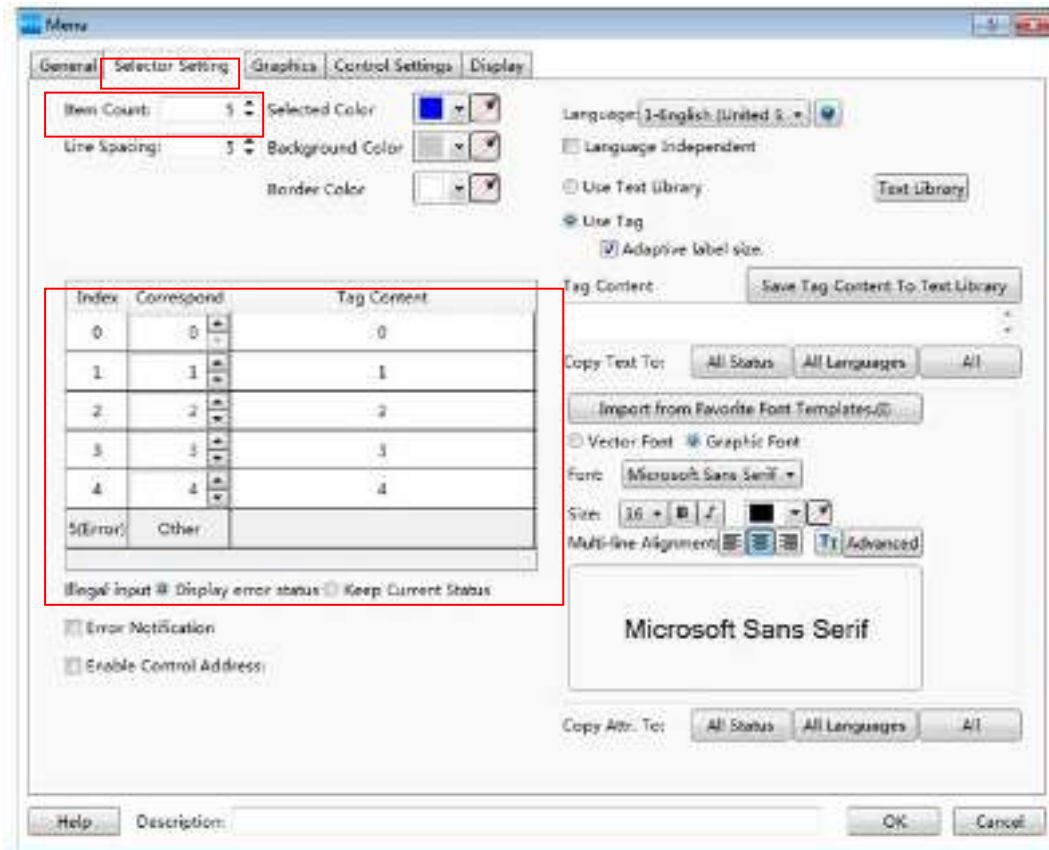 Menu
General Selector Setting Graphics Control Settings Display
Item Count: 5 Selected Color
Line Spacing: 3 Background Color
Border Color
Language: 1-English (United S
Language Independent
Use Text Library Text Library
Use Tag
Adaptive label size.
Tag Content Save Tag Content To Text Library
Index Correspond Tag Content
0 0 0
1 1 1
2 2 2
3 3 3
4 4 4
5(Error) Other
Illegal input Display error status Keep Current Status
Error Notification
Enable Control Address:
Copy Text To: All Status All Languages All
Import from Favorite Font Templates.
Vector Font Graphic Font
Font: Microsoft Sans Serif
Size: 16 B I
Multi-line Alignment Advanced
Microsoft Sans Serif
Copy Attr. To: All Status All Languages All
Help Description: OK Cancel